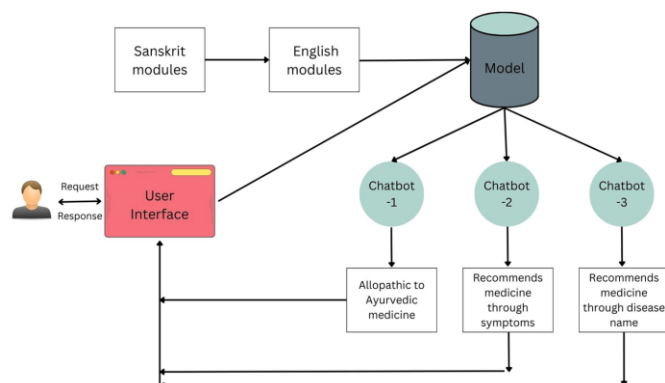 Sanskrit
modules
English
modules
Model
Request
Response
User
Interface
Chatbot
-1
Chatbot
-2
Chatbot
-3
Allopathic to
Ayurvedic
medicine
Recommends
medicine
through
symptoms
Recommends
medicine
through disease
name